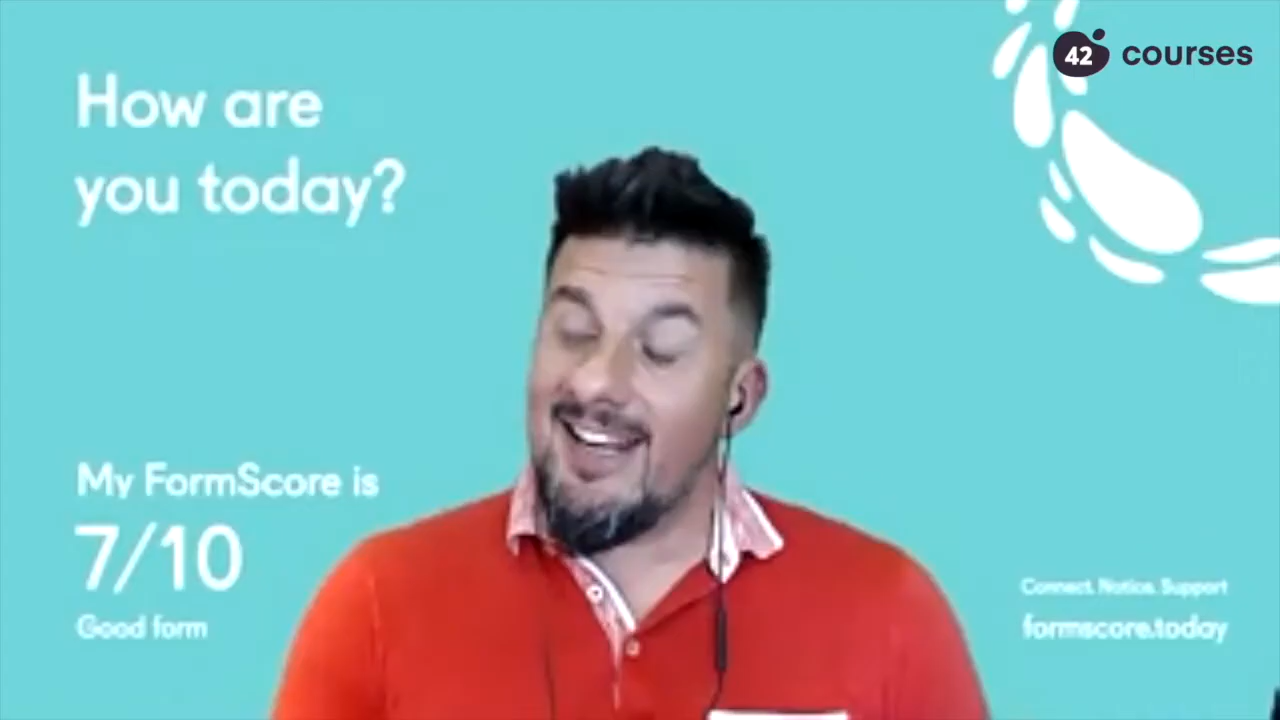 42 courses
How are
you today?
My FormScore is
7/10
Good form
Connect. Notice. Support
formscore.today